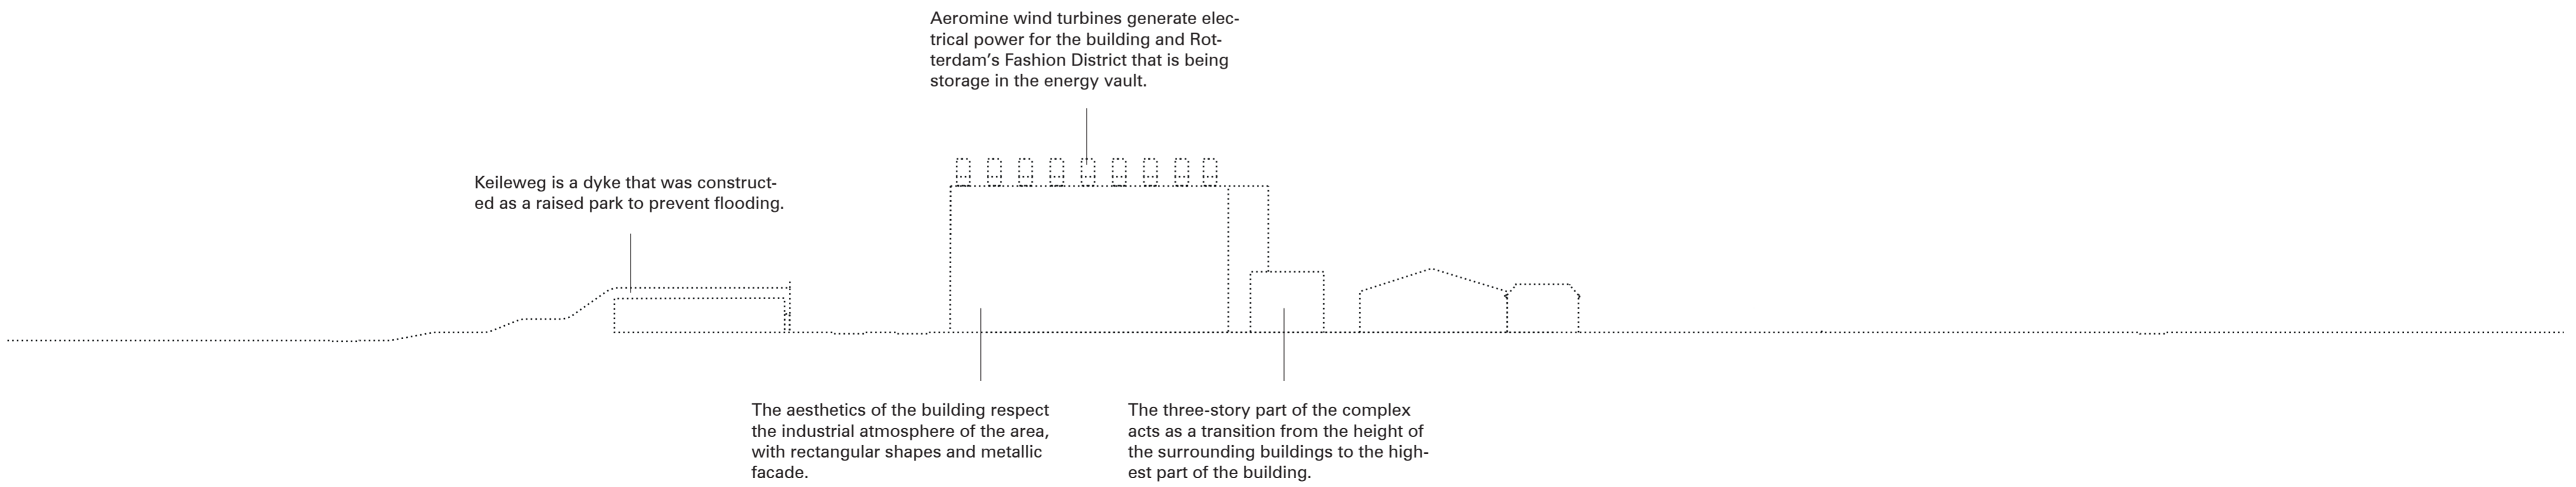 Aeromine wind turbines generate elec-
trical power for the building and Rot-
terdam's Fashion District that is being
storage in the energy vault.
Keileweg is a dyke that was construct-
ed as a raised park to prevent flooding.
The aesthetics of the building respect
the industrial atmosphere of the area,
with rectangular shapes and metallic
facade.
The three-story part of the complex
acts as a transition from the height of
the surrounding buildings to the high-
est part of the building.